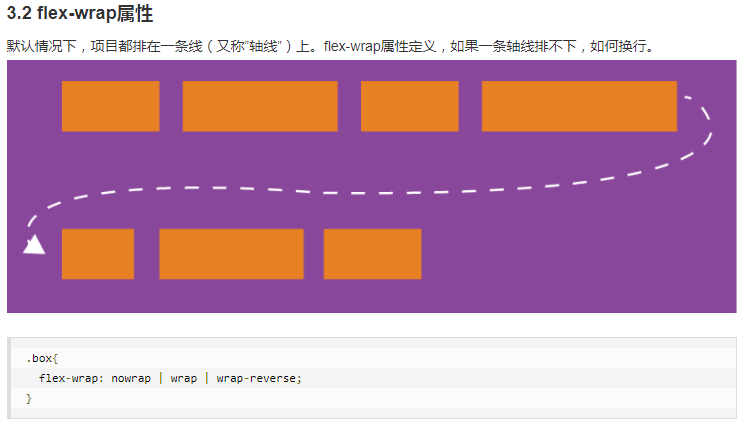 3.2 flex-wrap属性
默认情况下，项目都排在一条线（又称"轴线"）上。flex-wrap属性定义，如果一条轴线排不下，如何换行。
.box{
  flex-wrap: nowrap | wrap | wrap-reverse;
}